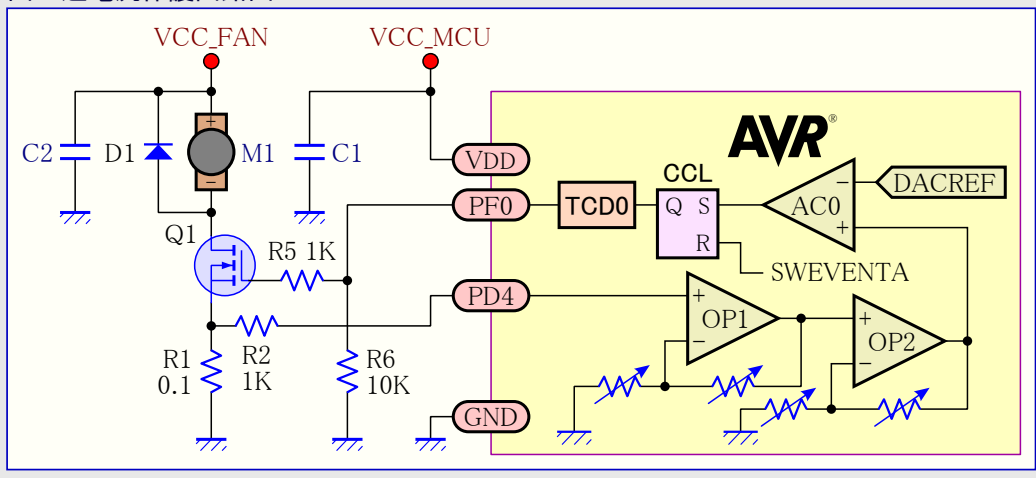 VCC_FAN
VCC_MCU
C2
D1
+
−
M1
C1
Q1
R5 1K
R1
0.1
R2
1K
R6
10K
VDD
PF0
PD4
GND
AVR®
TCD0
CCL
Q S
R
AC0
−
+
DACREF
SWEVENTA
+
OP1
−
+
OP2
−